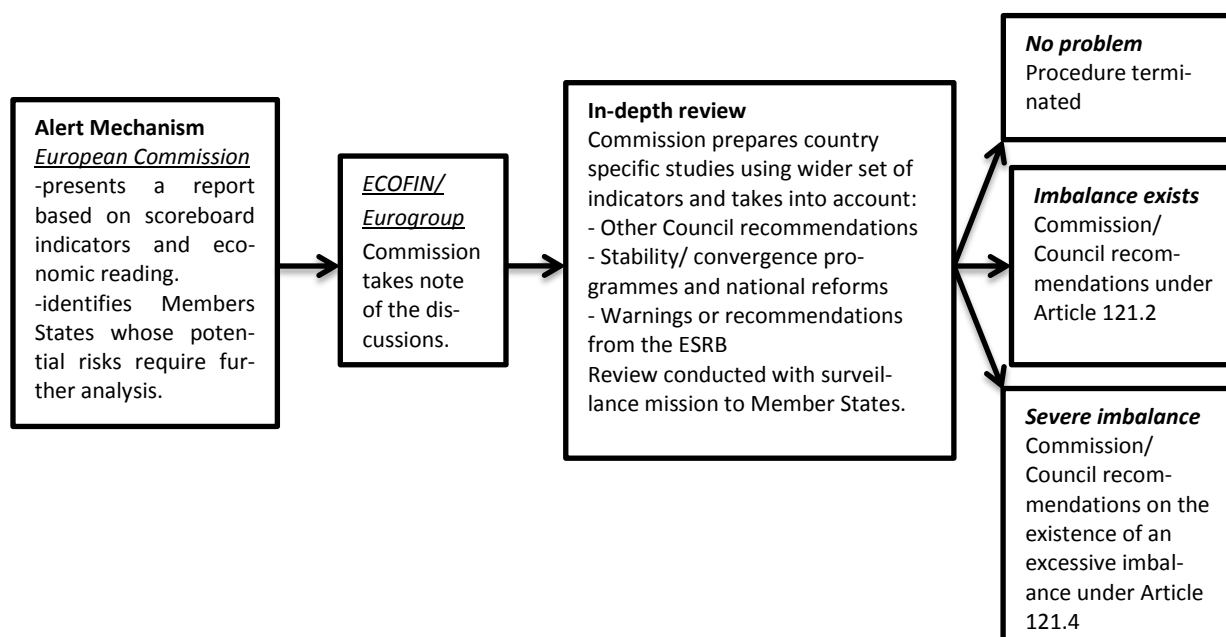 Alert Mechanism
European Commission
-presents a report
based on scoreboard
indicators and eco-
nomic reading.
-identifies Members
States whose poten-
tial risks require fur-
ther analysis.
ECOFIN/
Eurogroup
Commission
takes note
of the dis-
cussions.
In-depth review
Commission prepares country
specific studies using wider set of
indicators and takes into account:
- Other Council recommendations
- Stability/ convergence pro-
grammes and national reforms
- Warnings or recommendations
from the ESRB
Review conducted with surveil-
lance mission to Member States.
No problem
Procedure termi-
nated
Imbalance exists
Commission/
Council recom-
mendations under
Article 121.2
Severe imbalance
Commission/
Council recom-
mendations on the
existence of an
excessive imbal-
ance under Article
121.4